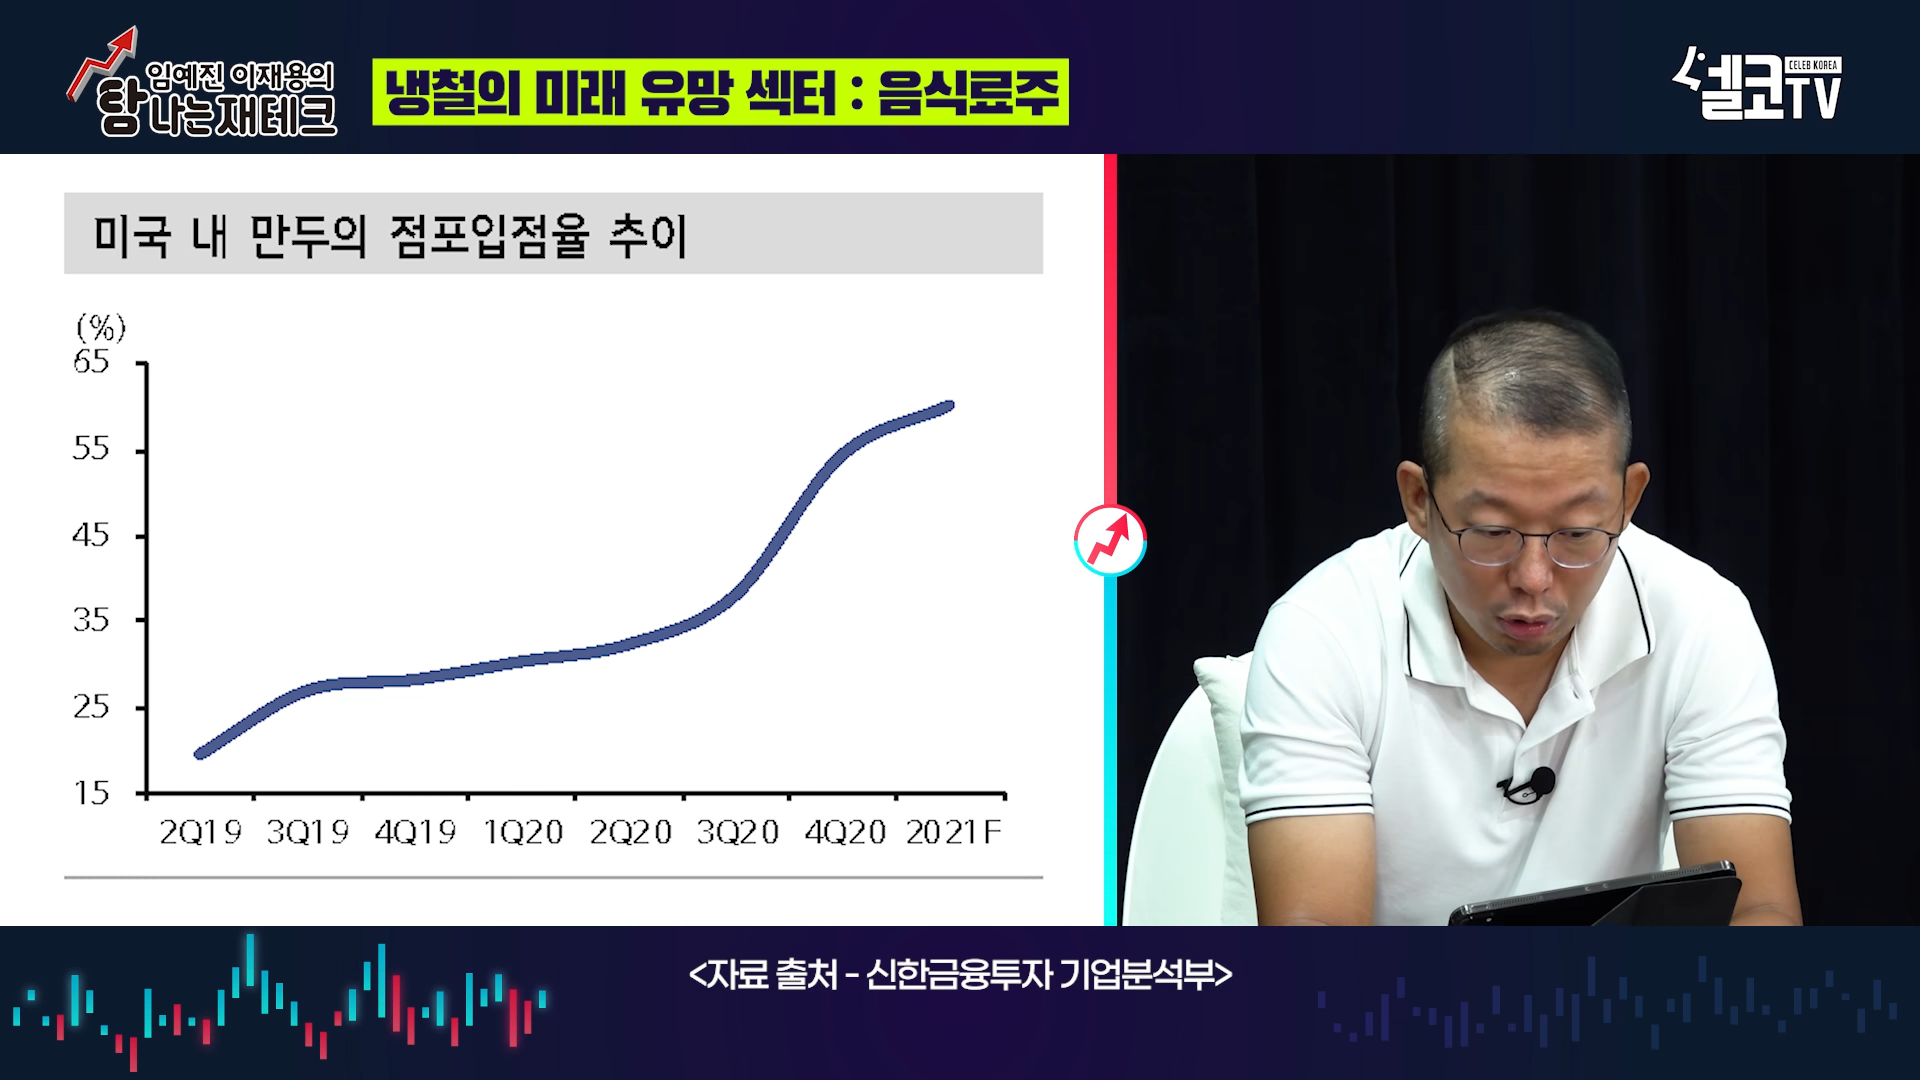 임예진 이재용의
탐나는재테크
냉철의 미래 유망 섹터 : 음식료주
CELEB KOREA
셀코TV
미국 내 만두의 점포입점율 추이
(%)
65
55
45
35
25
15
2Q19 3Q19 4Q19 1Q20 2Q20 3Q20 4Q20 2021F
<자료 출처 - 신한금융투자 기업분석부>